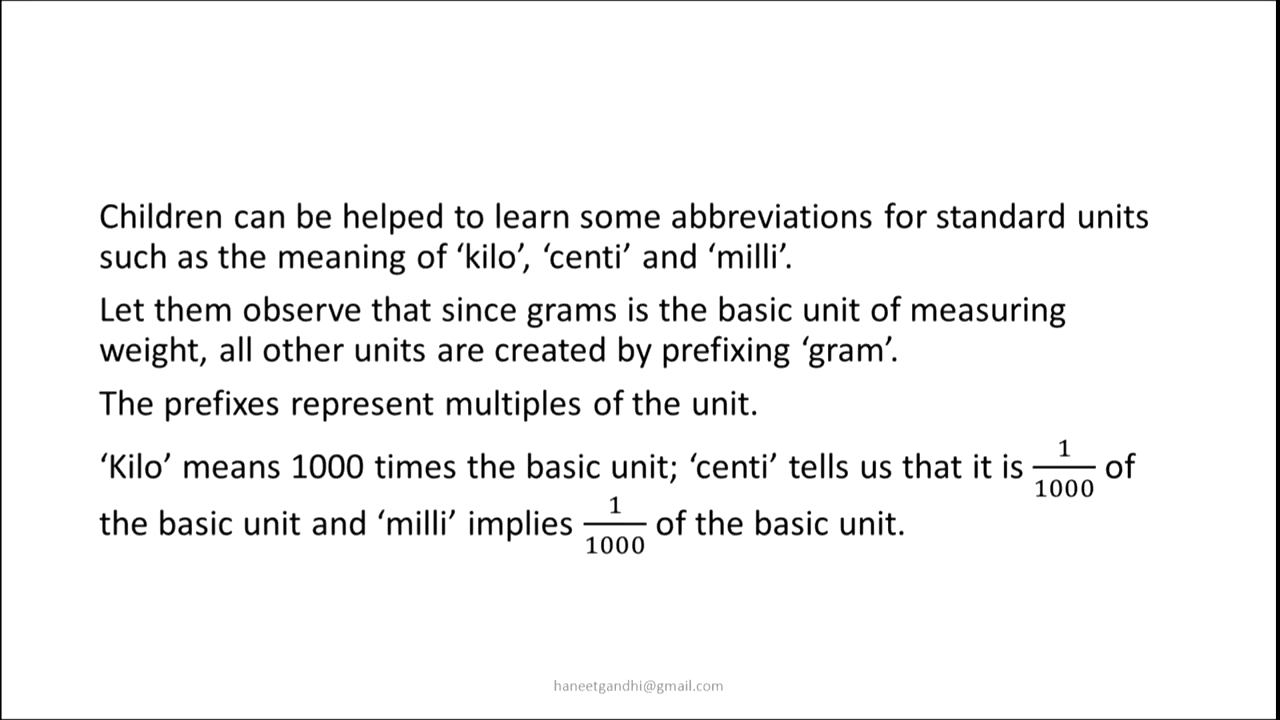 Children can be helped to learn some abbreviations for standard units
such as the meaning of ‘kilo’, ‘centi’ and ‘milli’.
Let them observe that since grams is the basic unit of measuring
weight, all other units are created by prefixing ‘gram’.
The prefixes represent multiples of the unit.
‘Kilo’ means 1000 times the basic unit; ‘centi’ tells us that it is 1/1000 of
the basic unit and ‘milli’ implies 1/1000 of the basic unit.
haneetgandhi@gmail.com